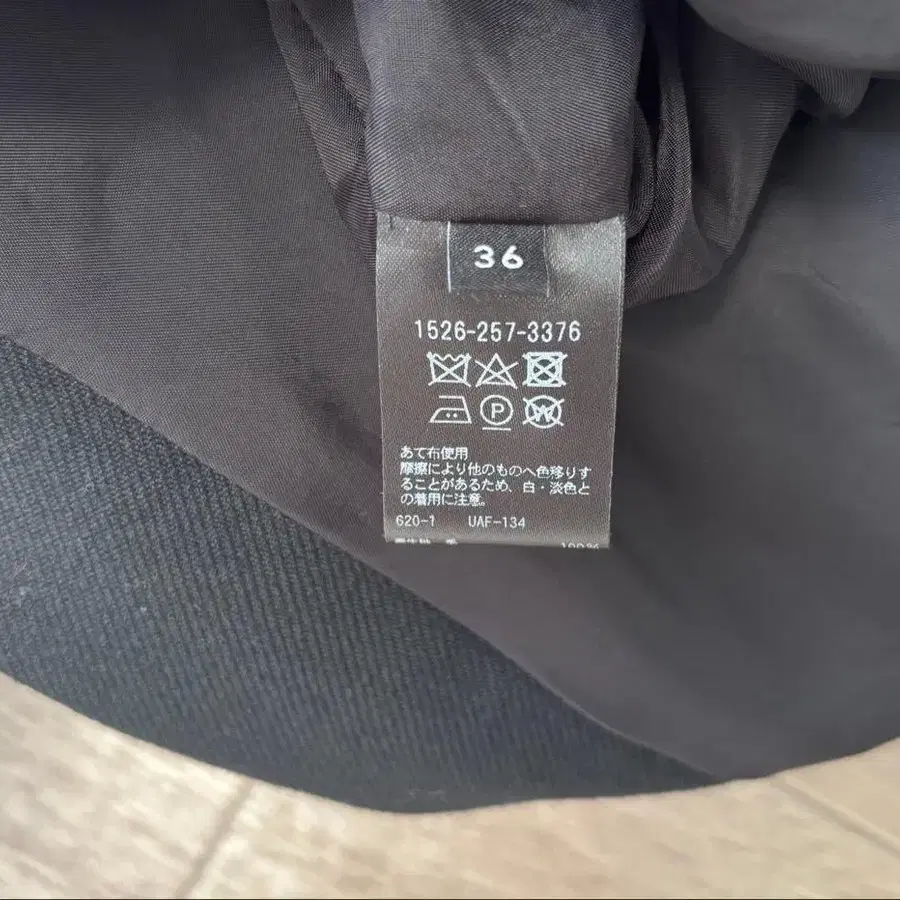 36
1526-257-3376
P
W
あて布使用
摩擦により他のものへ色移りす
ることがあるため、白・淡色と
の着用に注意。
620-1 UAF-134
100%